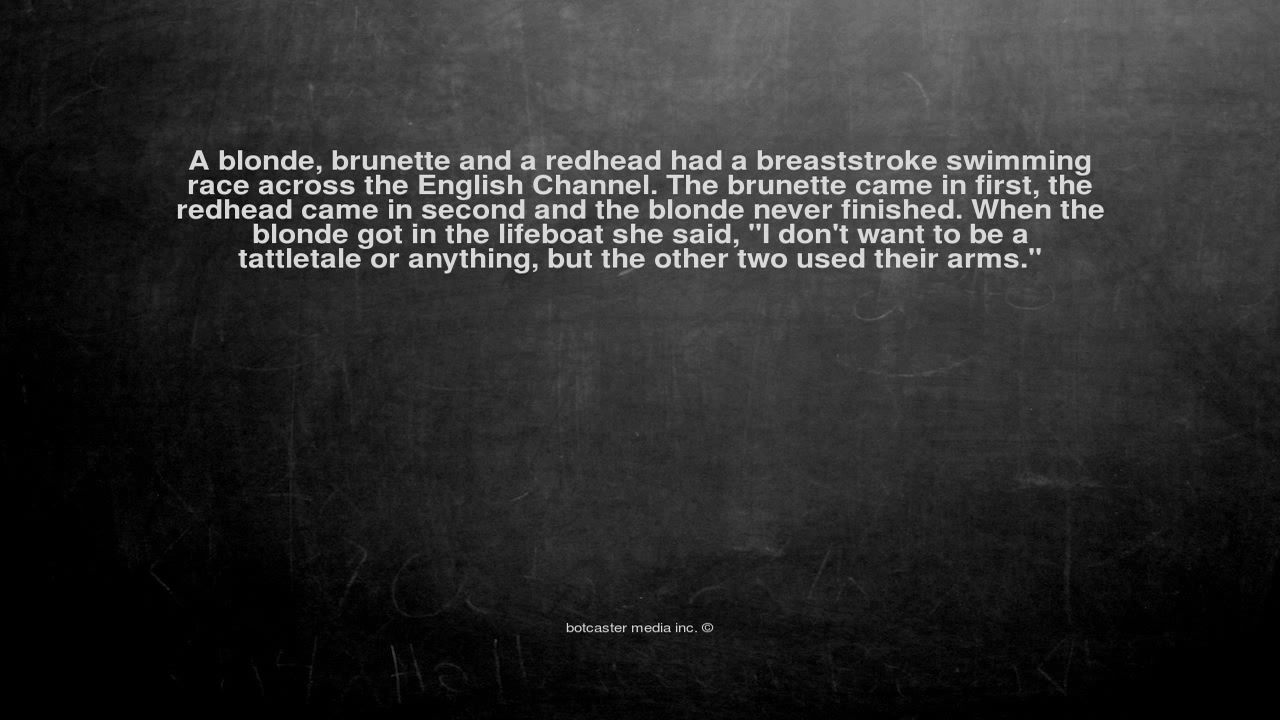 A blonde, brunette and a redhead had a breaststroke swimming
race across the English Channel. The brunette came in first, the
redhead came in second and the blonde never finished. When the
blonde got in the lifeboat she said, "I don't want to be a
tattletale or anything, but the other two used their arms."
botcaster media inc. ©